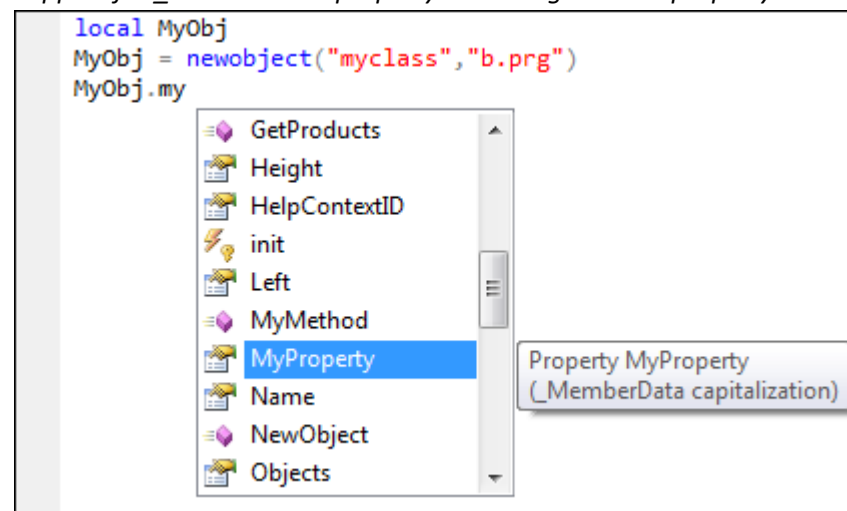 local MyObj
MyObj = newobject("myclass","b.prg")
MyObj.my
GetProducts
Height
HelpContextID
init
Left
MyMethod
MyProperty
Property MyProperty
(_MemberData capitalization)
Name
NewObject
Objects